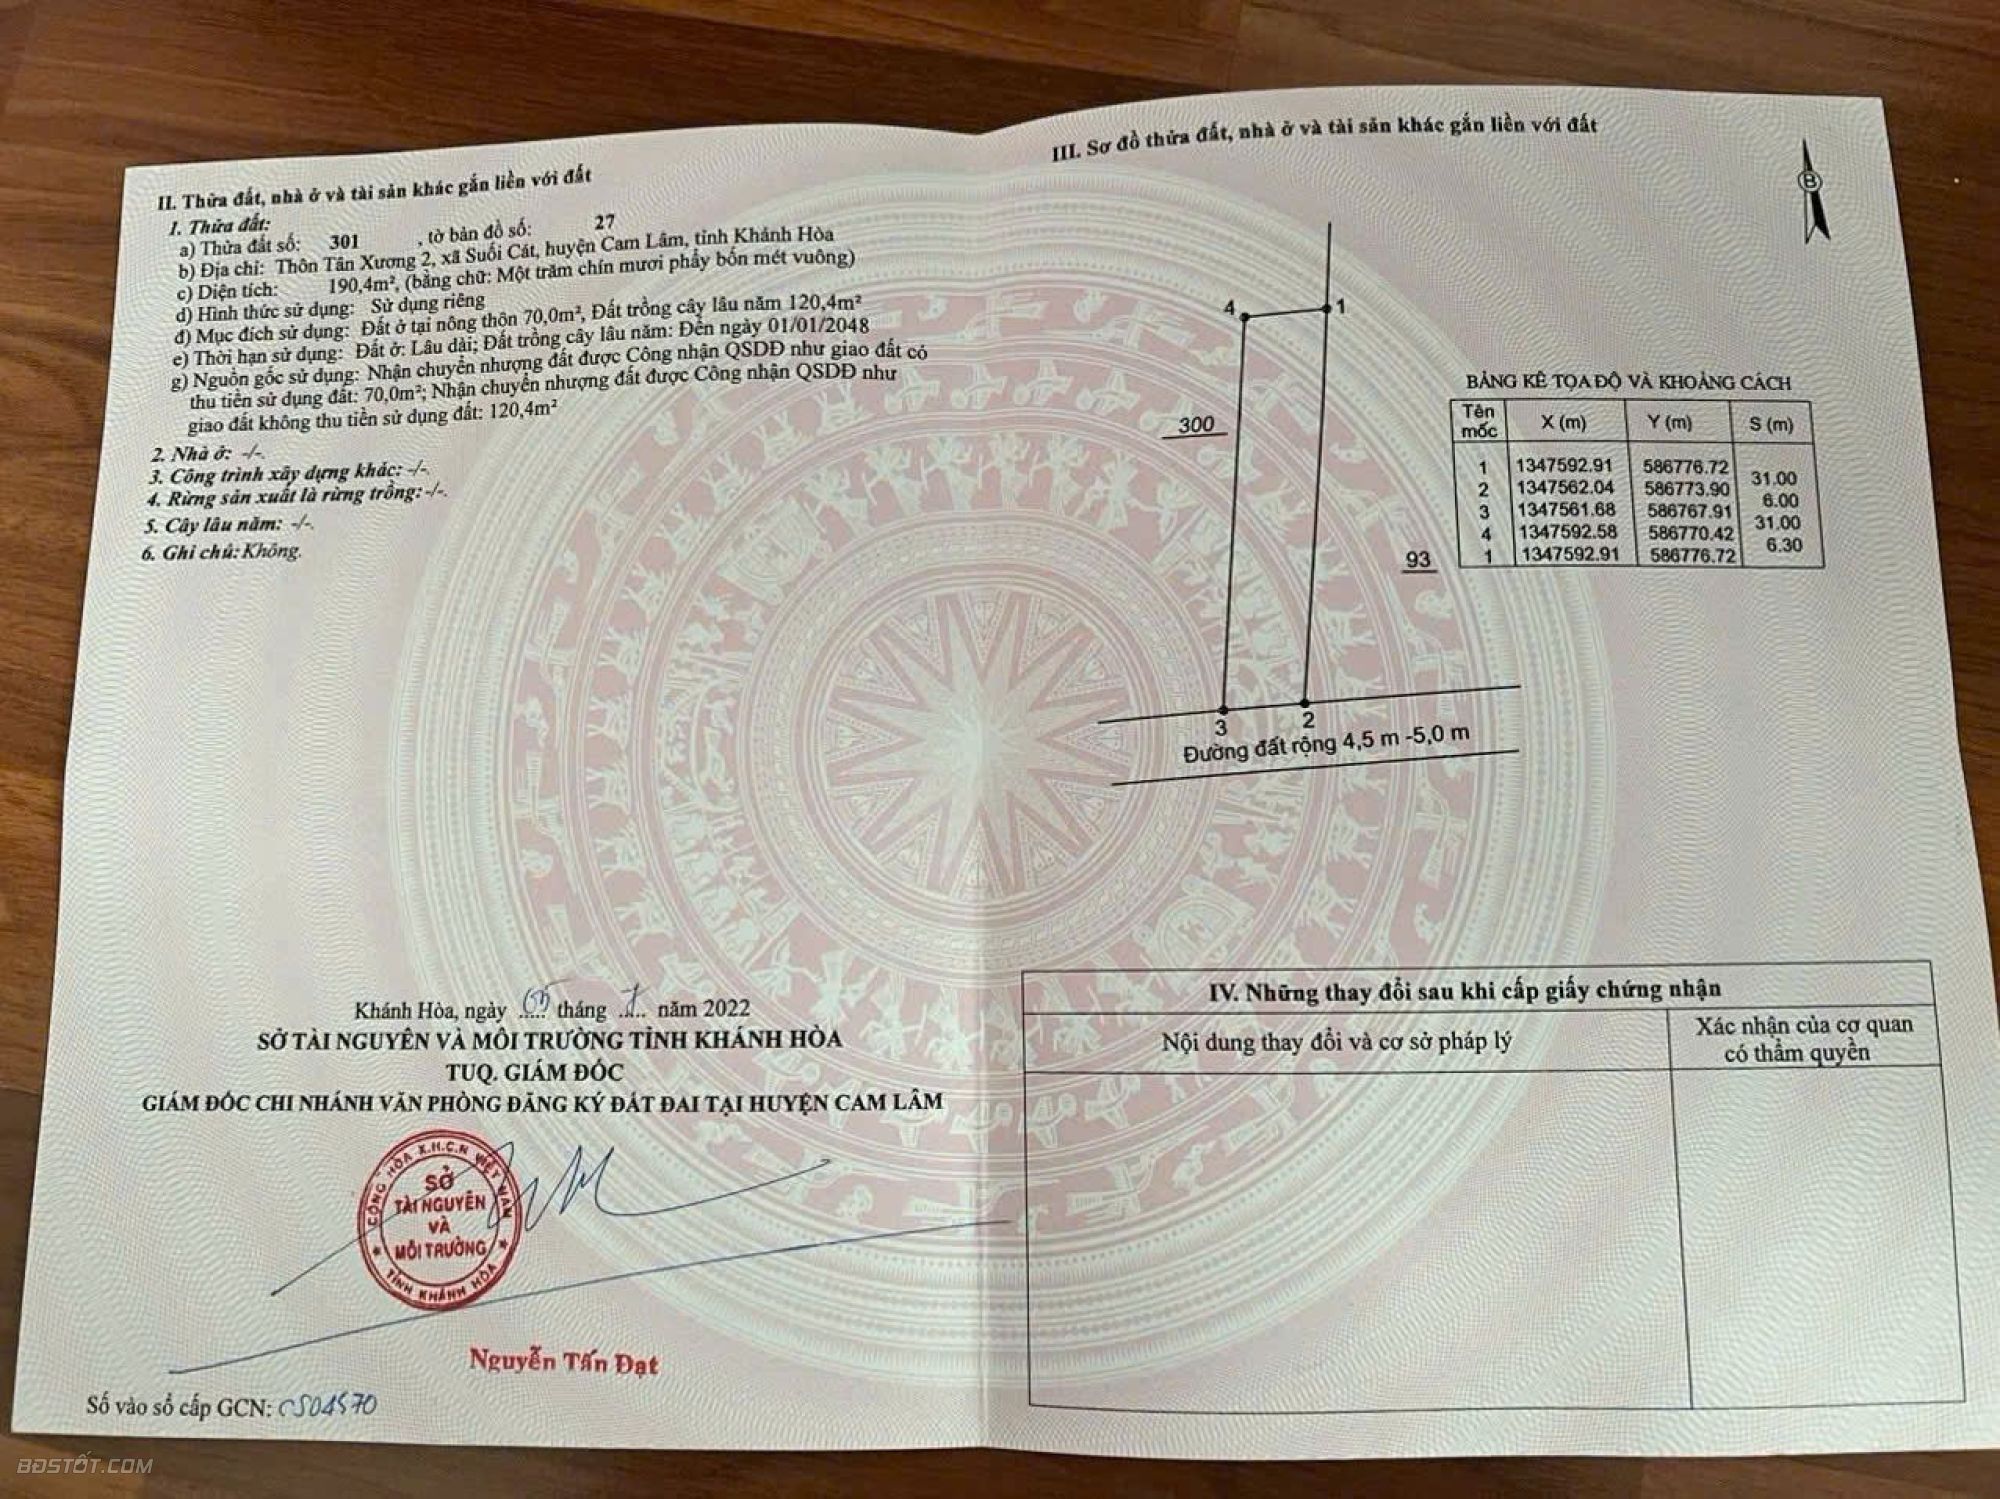 II. Thửa đất, nhà ở và tài sản khác gắn liền với đất
1. Thửa đất:
a) Thửa đất số: 301 , tờ bản đồ số: 27
b) Địa chỉ: Thôn Tân Xương 2, xã Suối Cát, huyện Cam Lâm, tỉnh Khánh Hòa
c) Diện tích: 190,4m², (bằng chữ: Một trăm chín mươi phẩy bốn mét vuông)
d) Hình thức sử dụng: Sử dụng riêng
đ) Mục đích sử dụng: Đất ở tại nông thôn 70,0m², Đất trồng cây lâu năm 120,4m²
e) Thời hạn sử dụng: Đất ở: Lâu dài; Đất trồng cây lâu năm: Đến ngày 01/01/2048
g) Nguồn gốc sử dụng: Nhận chuyển nhượng đất được Công nhận QSDĐ như giao đất có
thu tiền sử dụng đất: 70,0m²; Nhận chuyển nhượng đất được Công nhận QSDĐ như
giao đất không thu tiền sử dụng đất: 120,4m²
2. Nhà ở: -/-.
3. Công trình xây dựng khác: -/-.
4. Rừng sản xuất là rừng trồng: -/-.
5. Cây lâu năm: -/-.
6. Ghi chú: Không.
Khánh Hòa, ngày 05 tháng 7 năm 2022
SỞ TÀI NGUYÊN VÀ MÔI TRƯỜNG TỈNH KHÁNH HÒA
TUQ. GIÁM ĐỐC
GIÁM ĐỐC CHI NHÁNH VĂN PHÒNG ĐĂNG KÝ ĐẤT ĐAI TẠI HUYỆN CAM LÂM
CỘNG HÒA X.H.C.N VIỆT NAM
SỞ
TÀI NGUYÊN
VÀ
MÔI TRƯỜNG
TỈNH KHÁNH HÒA
Nguyễn Tấn Đạt
Số vào sổ cấp GCN: CS04570
III. Sơ đồ thửa đất, nhà ở và tài sản khác gắn liền với đất
B
4 1
300
93
3 2
Đường đất rộng 4,5 m -5,0 m
BẢNG KÊ TỌA ĐỘ VÀ KHOẢNG CÁCH
Tên mốc X (m) Y (m) S (m)
1 1347592.91 586776.72
31.00
2 1347562.04 586773.90
6.00
3 1347561.68 586767.91
31.00
4 1347592.58 586770.42
6.30
1 1347592.91 586776.72
IV. Những thay đổi sau khi cấp giấy chứng nhận
Nội dung thay đổi và cơ sở pháp lý
Xác nhận của cơ quan
có thẩm quyền
BĐSTỐT.COM